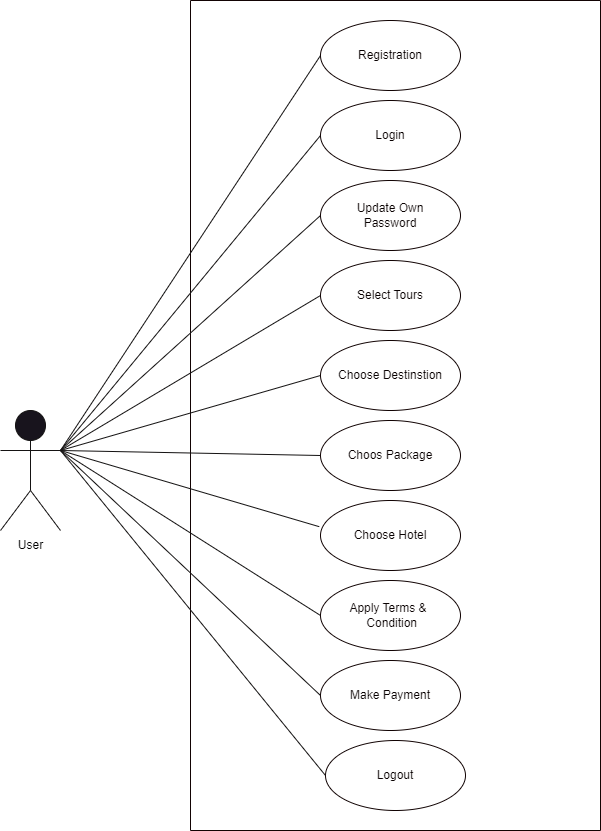 Registration
Login
Update Own
Password
Select Tours
Choose Destinstion
Choos Package
Choose Hotel
User
Apply Terms &
Condition
Make Payment
Logout